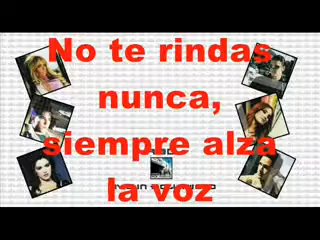 No te rindas
nunca,
siempre alza
la voz